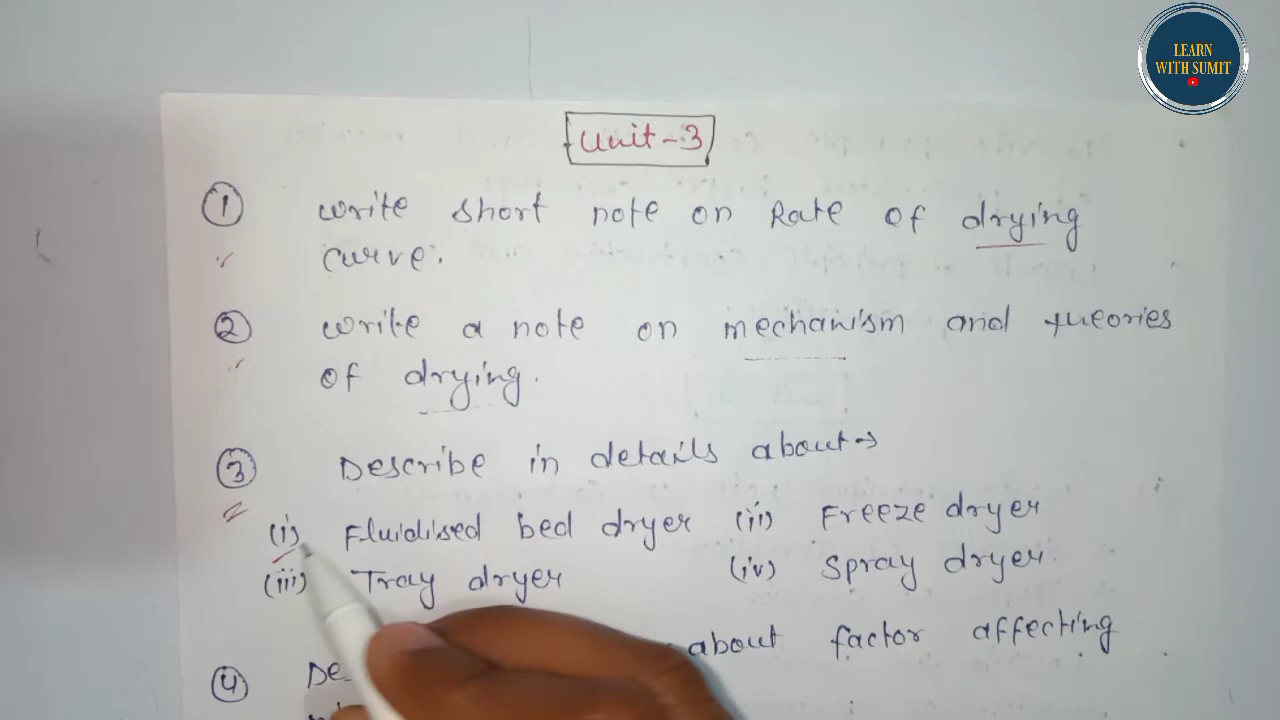 LEARN
WITH SUMIT
Unit-3
① Write short note on Rate of drying
curve.
② Write a note on mechanism and theories
of drying.
③ Describe in details about→
(i) Fluidised bed dryer (ii) Freeze dryer
(iii) Tray dryer (iv) Spray dryer.
④ De about factor affecting